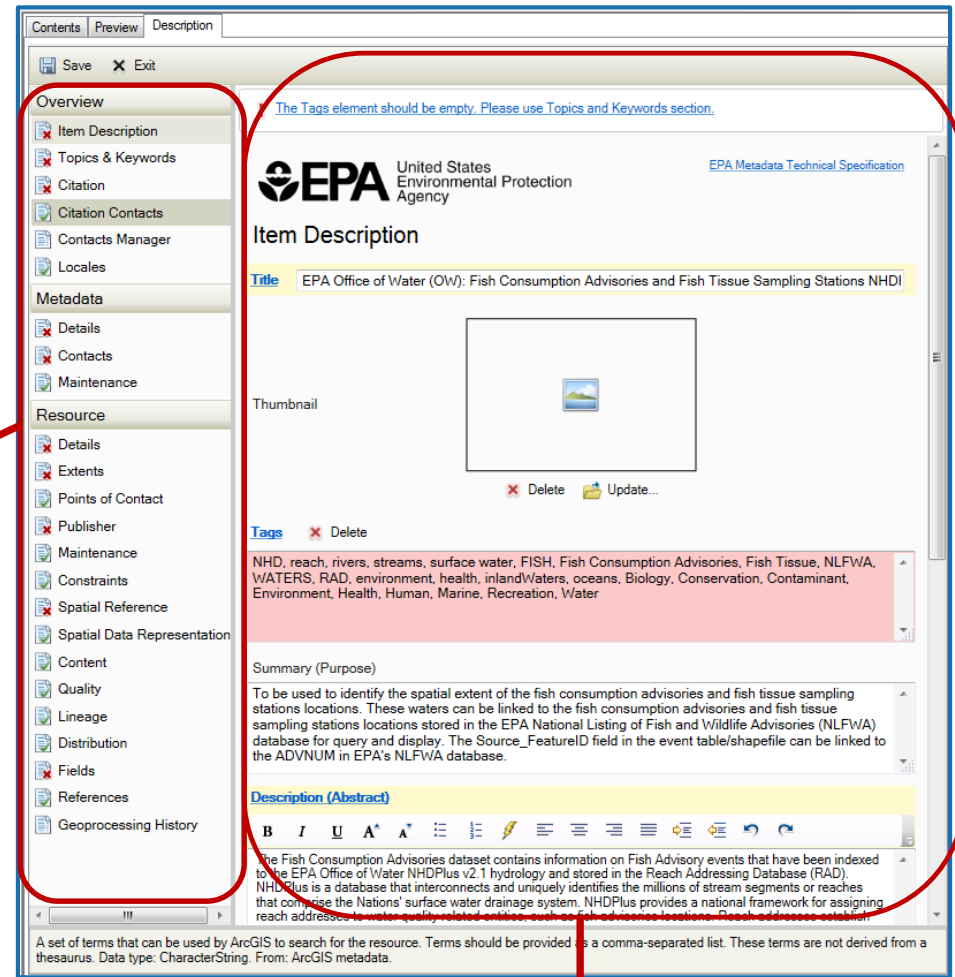 Contents Preview Description
Save Exit
Overview
Item Description
Topics & Keywords
Citation
Citation Contacts
Contacts Manager
Locales
Metadata
Details
Contacts
Maintenance
Resource
Details
Extents
Points of Contact
Publisher
Maintenance
Constraints
Spatial Reference
Spatial Data Representation
Content
Quality
Lineage
Distribution
Fields
References
Geoprocessing History
The Tags element should be empty. Please use Topics and Keywords section.
EPA
United States
Environmental Protection
Agency
EPA Metadata Technical Specification
Item Description
Title EPA Office of Water (OW): Fish Consumption Advisories and Fish Tissue Sampling Stations NHDI
Thumbnail
Delete Update...
Tags Delete
NHD, reach, rivers, streams, surface water, FISH, Fish Consumption Advisories, Fish Tissue, NLFWA,
WATERS, RAD, environment, health, inlandWaters, oceans, Biology, Conservation, Contaminant,
Environment, Health, Human, Marine, Recreation, Water
Summary (Purpose)
To be used to identify the spatial extent of the fish consumption advisories and fish tissue sampling
stations locations. These waters can be linked to the fish consumption advisories and fish tissue
sampling stations locations stored in the EPA National Listing of Fish and Wildlife Advisories (NLFWA)
database for query and display. The Source_FeatureID field in the event table/shapefile can be linked to
the ADVNUM in EPA's NLFWA database.
Description (Abstract)
B I U A A
The Fish Consumption Advisories dataset contains information on Fish Advisory events that have been indexed
to the EPA Office of Water NHDPlus v2.1 hydrology and stored in the Reach Addressing Database (RAD).
NHDPlus is a database that interconnects and uniquely identifies the millions of stream segments or reaches
that comprise the Nations' surface water drainage system. NHDPlus provides a national framework for assigning
reach addresses to water quality related entities, such as fish advisories locations. Reach addresses establish
A set of terms that can be used by ArcGIS to search for the resource. Terms should be provided as a comma-separated list. These terms are not derived from a
thesaurus. Data type: CharacterString. From: ArcGIS metadata.